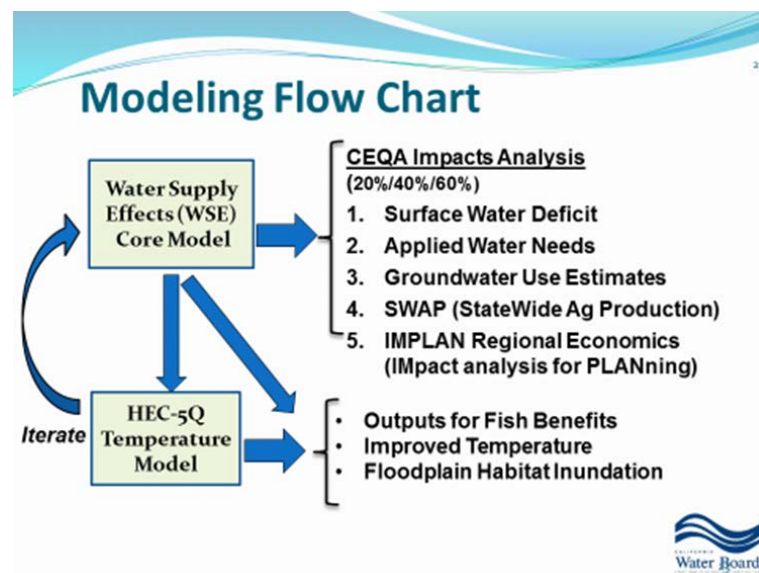 2
Modeling Flow Chart
Water Supply
Effects (WSE)
Core Model
CEQA Impacts Analysis
(20%/40%/60%)
1. Surface Water Deficit
2. Applied Water Needs
3. Groundwater Use Estimates
4. SWAP (StateWide Ag Production)
5. IMPLAN Regional Economics
(IMpact analysis for PLANning)
Iterate
HEC-5Q
Temperature
Model
• Outputs for Fish Benefits
• Improved Temperature
• Floodplain Habitat Inundation
CALIFORNIA
Water Board